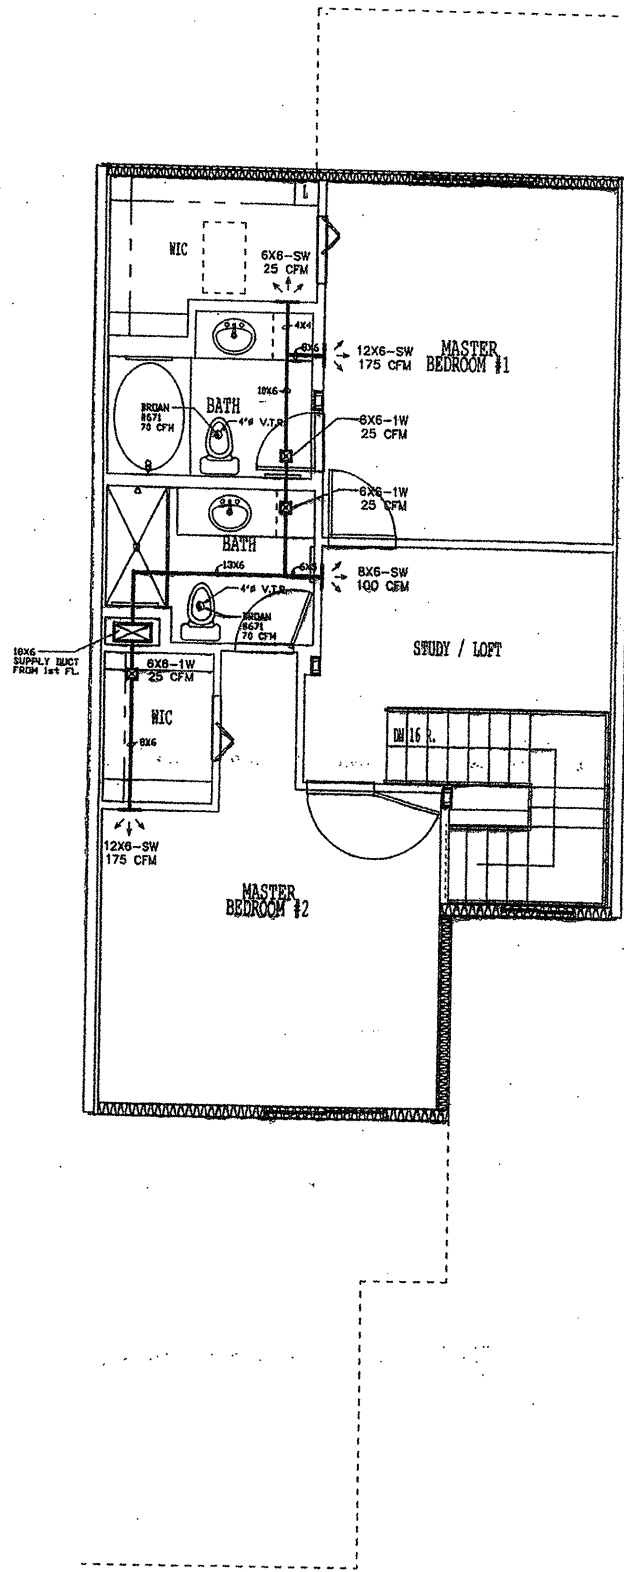 L
WIC
6X6-SW
25 CFM
4X4
8X6
12X6-SW
175 CFM
MASTER
BEDROOM #1
10X6
BROAN
#671
70 CFM
BATH
4"ø V.T.R.
6X6-1W
25 CFM
6X6-1W
25 CFM
BATH
13X6
6X6
8X6-SW
100 CFM
4"ø V.T.R.
BROAN
#671
70 CFM
18X6
SUPPLY DUCT
FROM 1st FL.
6X6-1W
25 CFM
STUDY / LOFT
WIC
DN 16 R.
8X6
12X6-SW
175 CFM
MASTER
BEDROOM #2